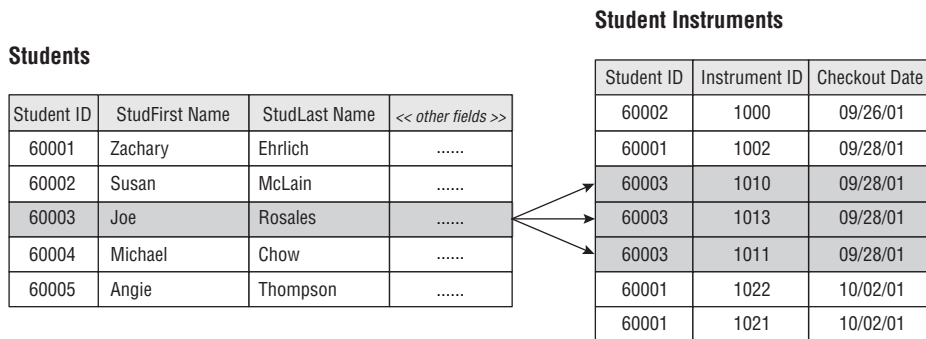 Student Instruments
Students
Student ID StudFirst Name StudLast Name << other fields >>
60001 Zachary Ehrlich ......
60002 Susan McLain ......
60003 Joe Rosales ......
60004 Michael Chow ......
60005 Angie Thompson ......
Student ID Instrument ID Checkout Date
60002 1000 09/26/01
60001 1002 09/28/01
60003 1010 09/28/01
60003 1013 09/28/01
60003 1011 09/28/01
60001 1022 10/02/01
60001 1021 10/02/01